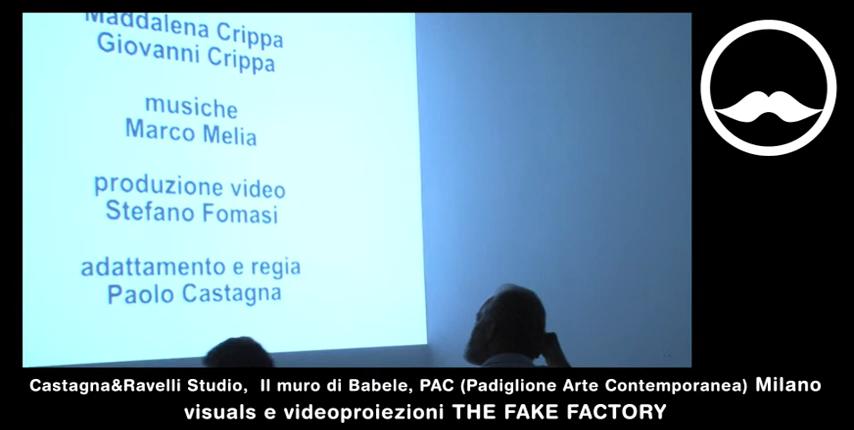 Maddalena Crippa
Giovanni Crippa
musiche
Marco Melia
produzione video
Stefano Fomasi
adattamento e regia
Paolo Castagna
Castagna&Ravelli Studio, Il muro di Babele, PAC (Padiglione Arte Contemporanea) Milano
visuals e videoproiezioni THE FAKE FACTORY